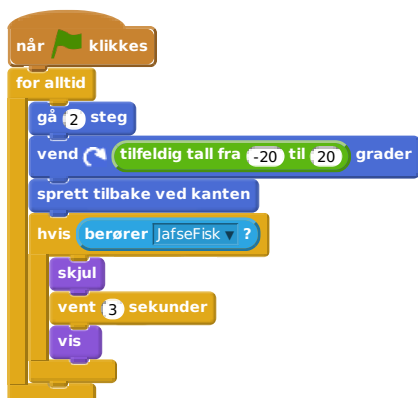 når klikkes
for alltid
gå 2 steg
vend tilfeldig tall fra -20 til 20 grader
sprett tilbake ved kanten
hvis berører JafseFisk ?
skjul
vent 3 sekunder
vis